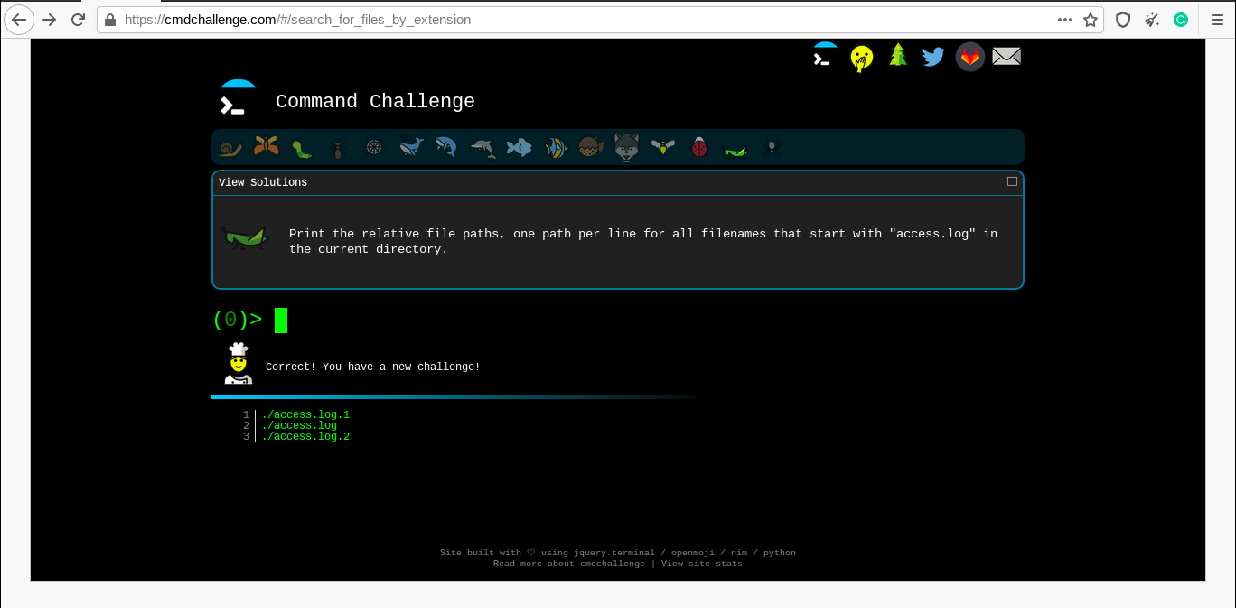 https://cmdchallenge.com/#/search_for_files_by_extension
Command Challenge
View Solutions
Print the relative file paths, one path per line for all filenames that start with "access.log" in
the current directory.
(0)>
Correct! You have a new challenge!
1 ./access.log.1
2 ./access.log
3 ./access.log.2
Site built with ♡ using jquery.terminal / openmoji / nim / python
Read more about cmdchallenge | View site stats